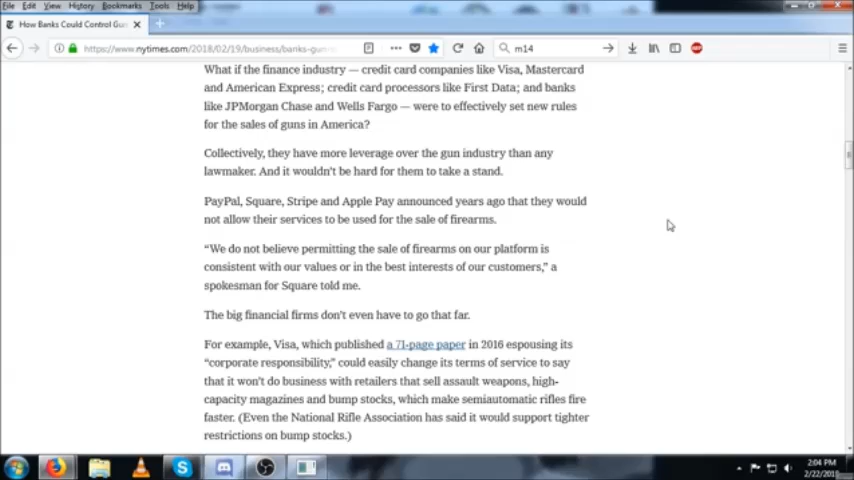 File Edit View History Bookmarks Tools Help
How Banks Could Control Gun
https://www.nytimes.com/2018/02/19/business/banks-gun
m14
What if the finance industry — credit card companies like Visa, Mastercard
and American Express; credit card processors like First Data; and banks
like JPMorgan Chase and Wells Fargo — were to effectively set new rules
for the sales of guns in America?
Collectively, they have more leverage over the gun industry than any
lawmaker. And it wouldn't be hard for them to take a stand.
PayPal, Square, Stripe and Apple Pay announced years ago that they would
not allow their services to be used for the sale of firearms.
“We do not believe permitting the sale of firearms on our platform is
consistent with our values or in the best interests of our customers,” a
spokesman for Square told me.
The big financial firms don't even have to go that far.
For example, Visa, which published a 71-page paper in 2016 espousing its
“corporate responsibility,” could easily change its terms of service to say
that it won't do business with retailers that sell assault weapons, high-
capacity magazines and bump stocks, which make semiautomatic rifles fire
faster. (Even the National Rifle Association has said it would support tighter
restrictions on bump stocks.)
2:04 PM
2/22/2018